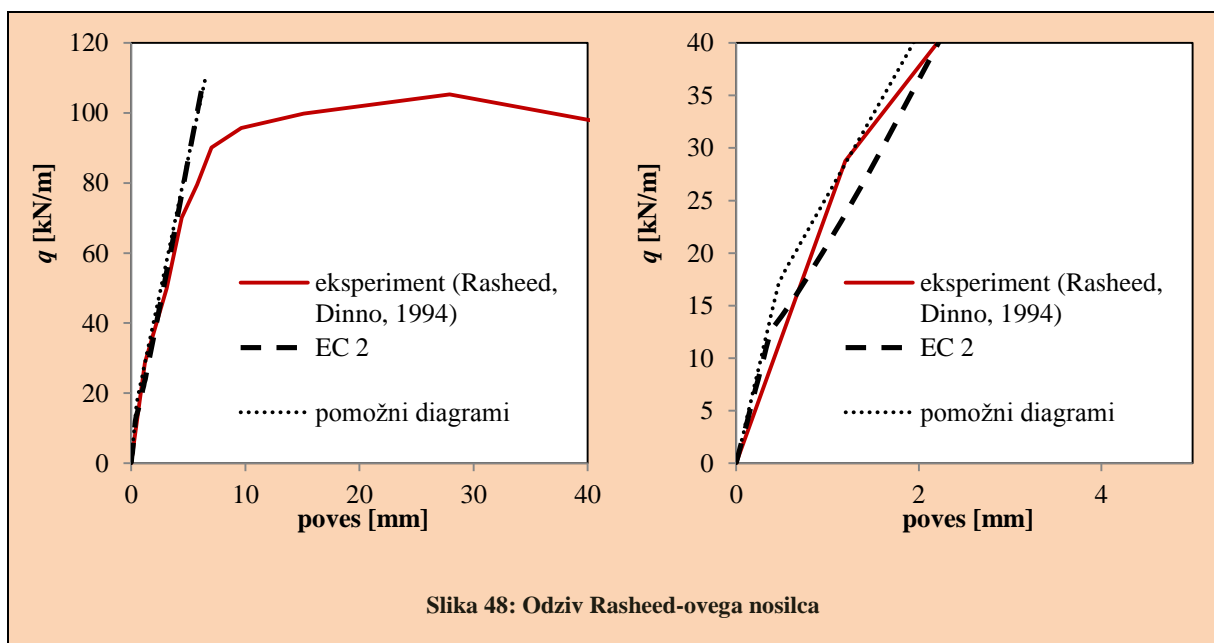 120
100
80
60
40
20
0
q [kN/m]
0 10 20 30 40
poves [mm]
eksperiment (Rasheed,
Dinno, 1994)
EC 2
pomožni diagrami
40
35
30
25
20
15
10
5
0
q [kN/m]
0 2 4
poves [mm]
eksperiment (Rasheed,
Dinno, 1994)
EC 2
pomožni diagrami
Slika 48: Odziv Rasheed-ovega nosilca